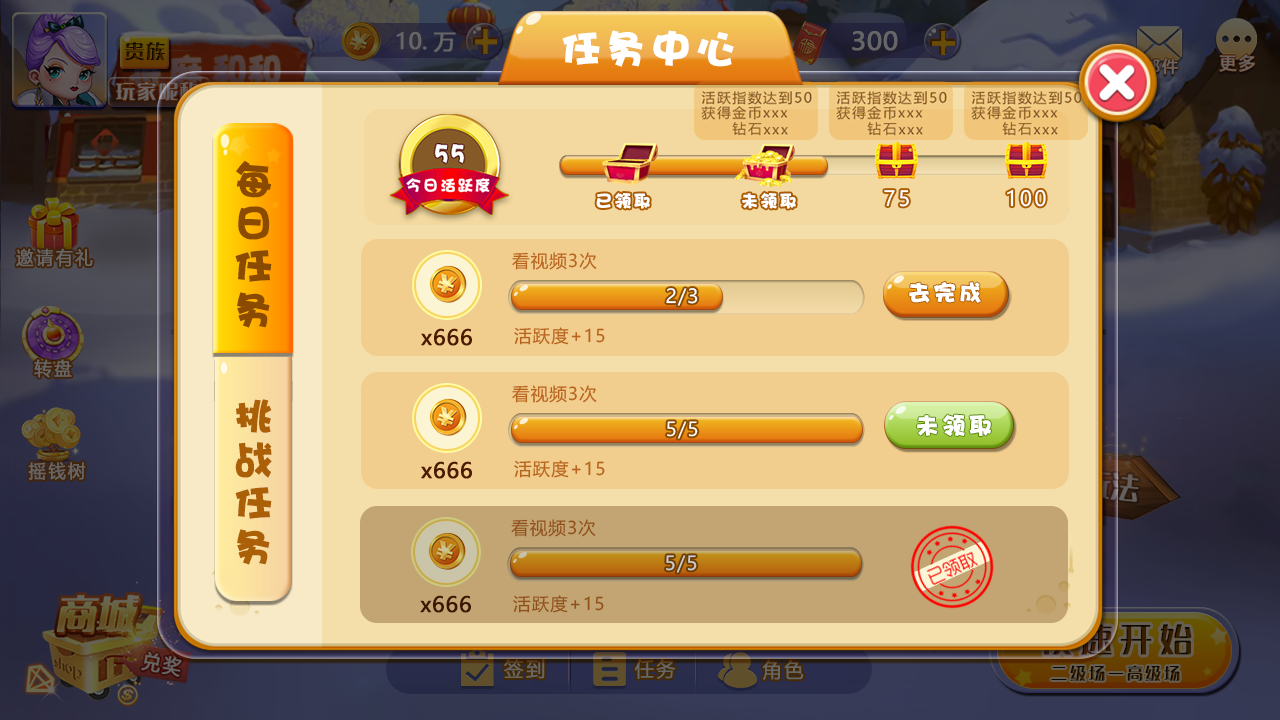 贵族
玩家昵称
10.万
300
邮件
更多
任务中心
活跃指数达到50
获得金币xxx
钻石xxx
活跃指数达到50
获得金币xxx
钻石xxx
活跃指数达到50
获得金币xxx
钻石xxx
55
今日活跃度
已领取
未领取
75
100
每日任务
挑战任务
邀请有礼
转盘
摇钱树
看视频3次
2/3
去完成
x666
活跃度+15
看视频3次
5/5
未领取
x666
活跃度+15
看视频3次
5/5
已领取
x666
活跃度+15
商城
shop
兑奖
签到
任务
角色
速开始
二级场一高级场